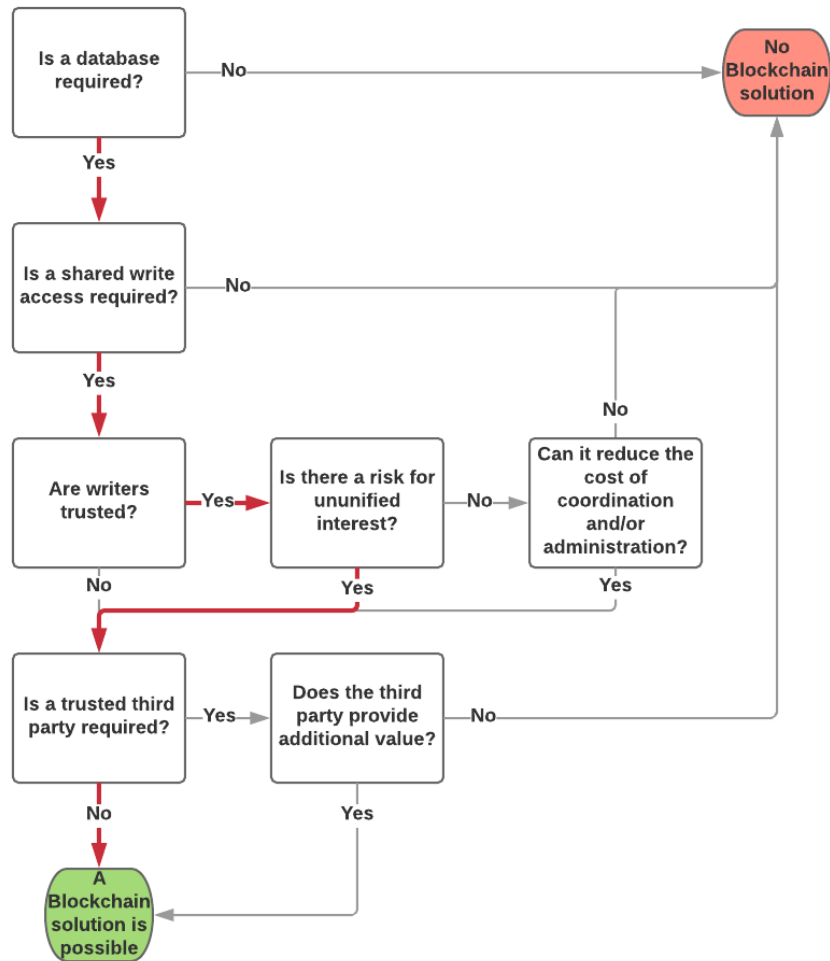 Is a database
required?
No
No
Blockchain
solution
Yes
Is a shared write
access required?
No
Yes
No
Are writers
trusted?
Yes
Is there a risk for
ununified
interest?
No
Can it reduce the
cost of
coordination
and/or
administration?
No
Yes
Yes
Is a trusted third
party required?
Yes
Does the third
party provide
additional value?
No
No
Yes
A
Blockchain
solution is
possible